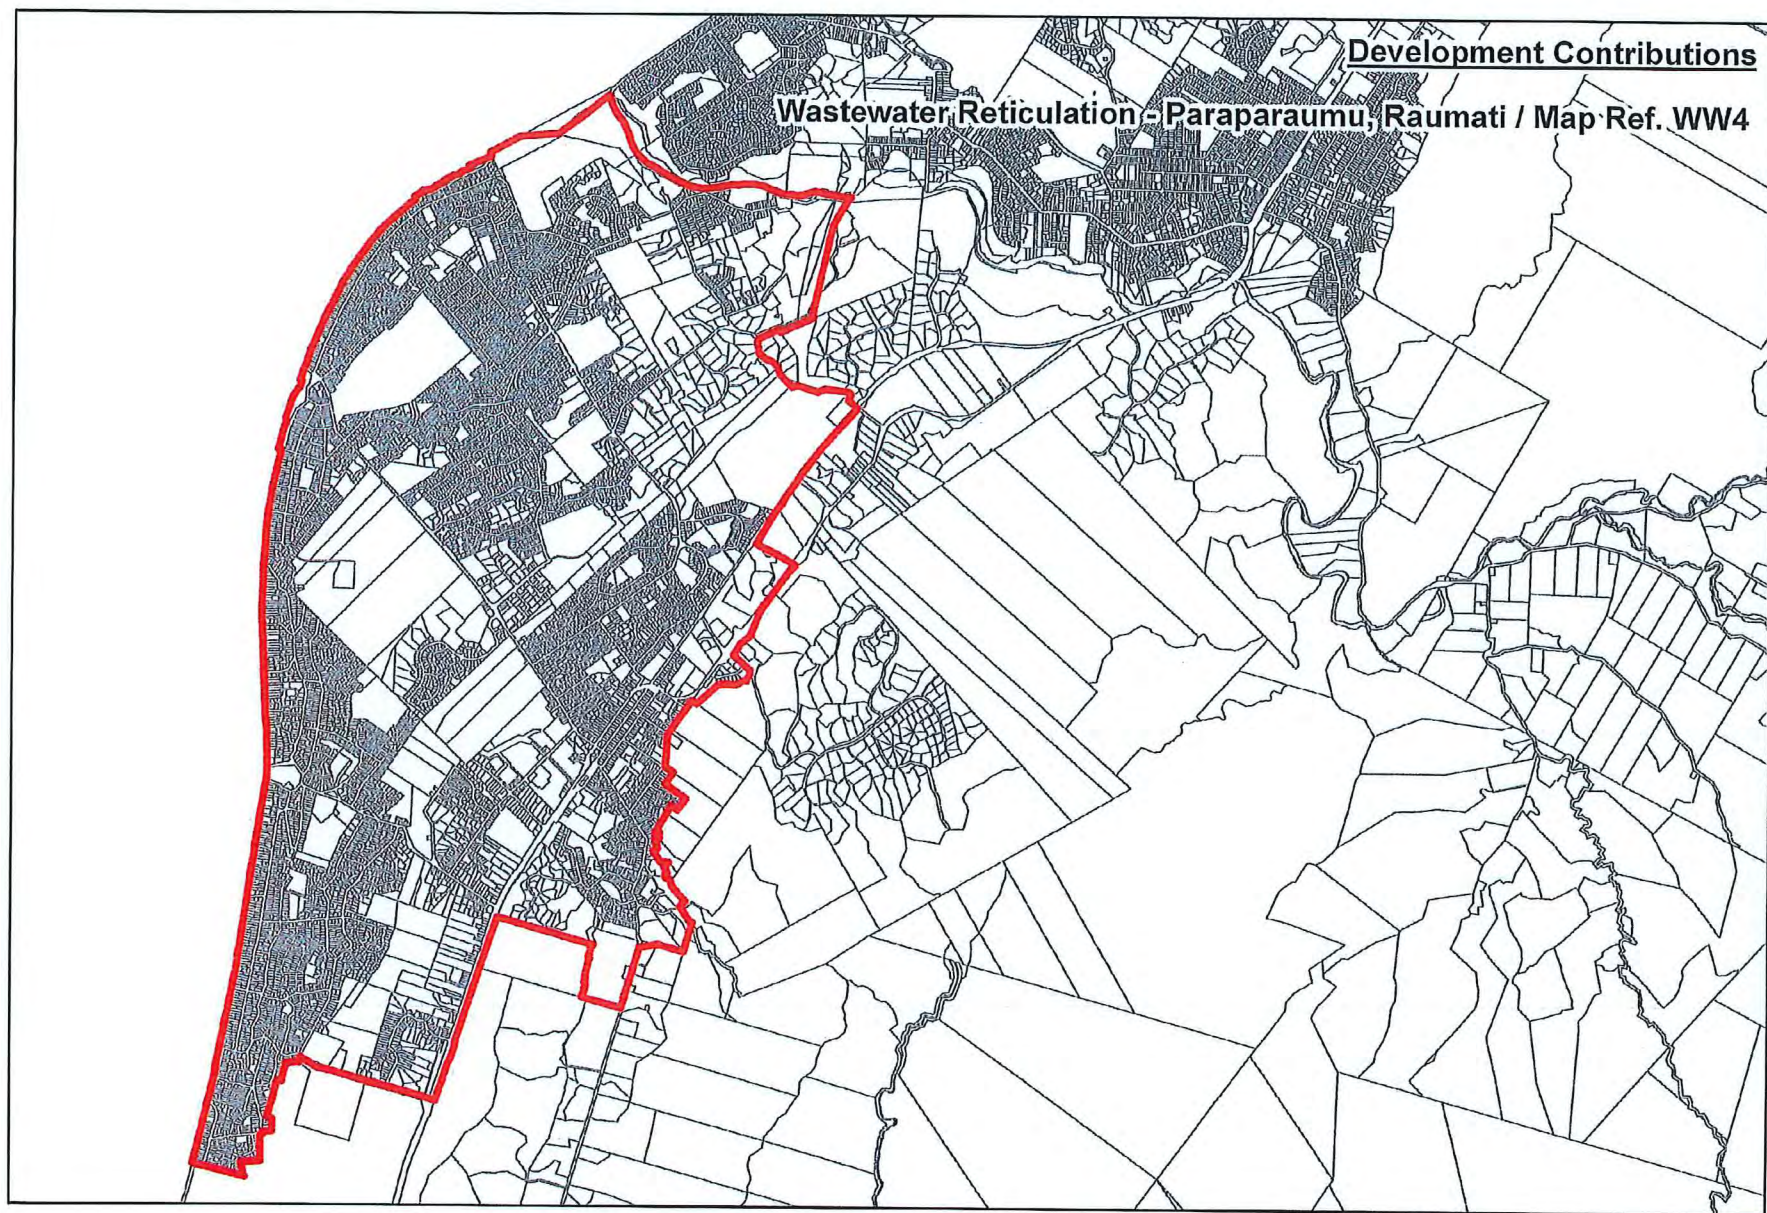 Development Contributions
Wastewater Reticulation - Paraparaumu, Raumati / Map Ref. WW4